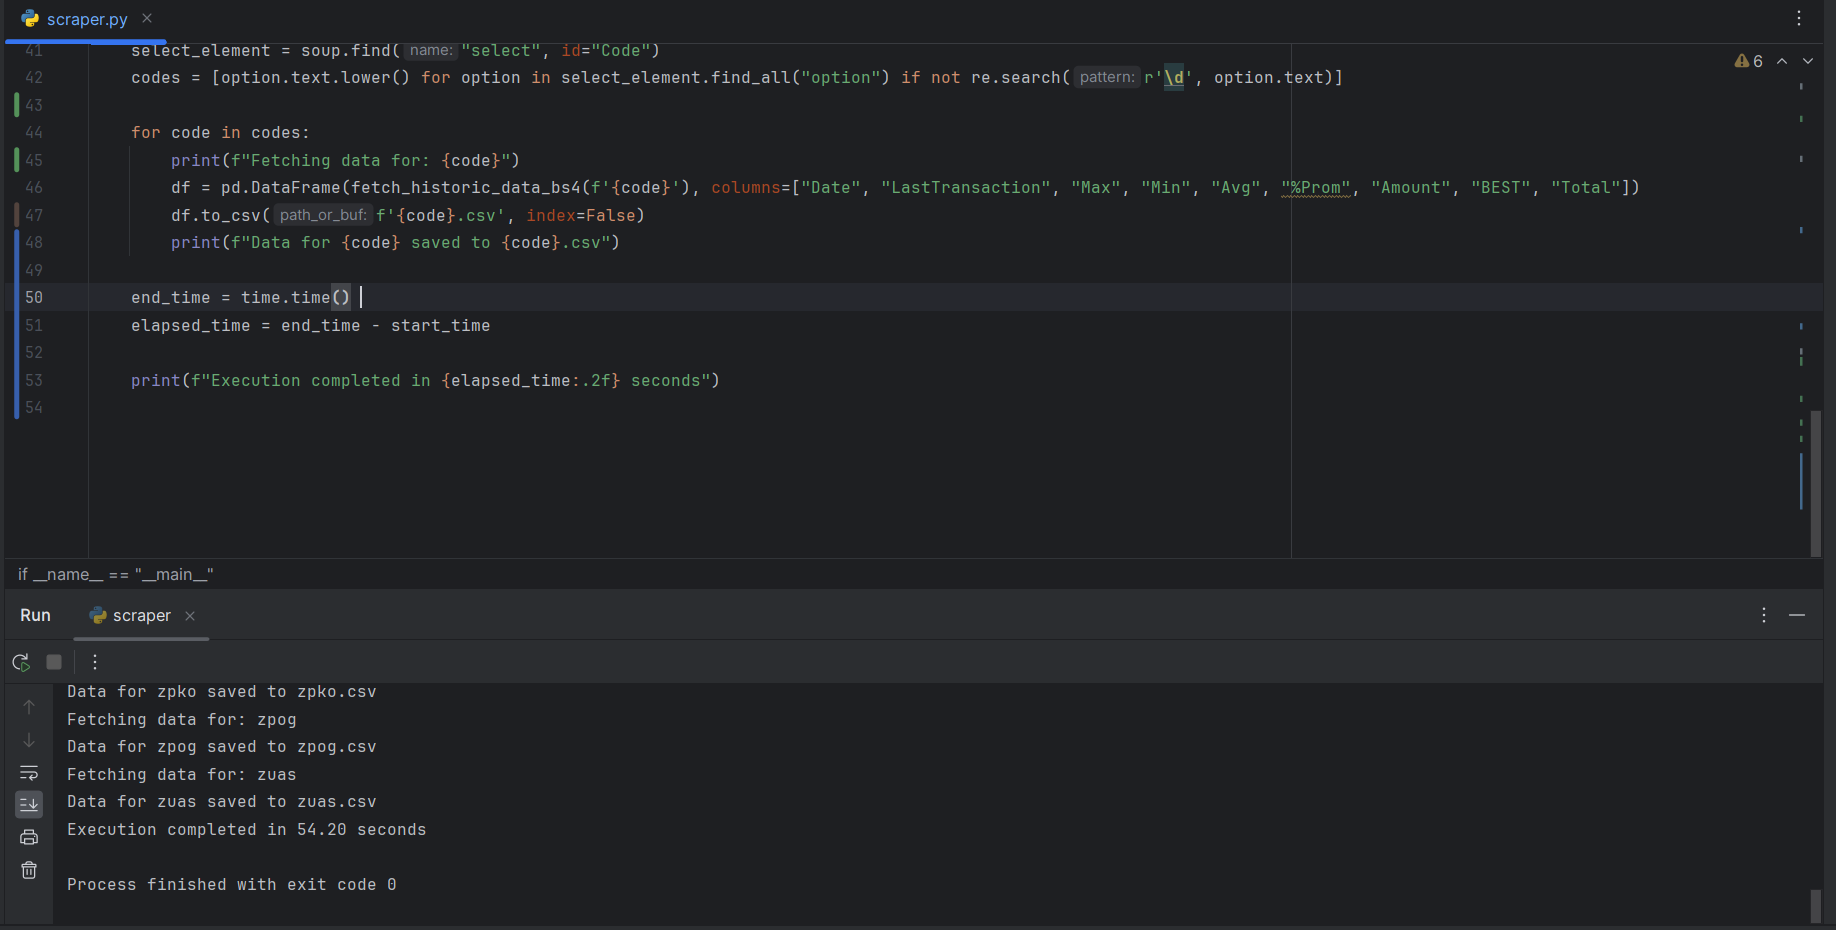 scraper.py
41 select_element = soup.find( name: "select", id="Code")
6
42 codes = [option.text.lower() for option in select_element.find_all("option") if not re.search( pattern: r'\d', option.text)]
43
44 for code in codes:
45 print(f"Fetching data for: {code}")
46 df = pd.DataFrame(fetch_historic_data_bs4(f'{code}'), columns=["Date", "LastTransaction", "Max", "Min", "Avg", "%Prom", "Amount", "BEST", "Total"])
47 df.to_csv( path_or_buf: f'{code}.csv', index=False)
48 print(f"Data for {code} saved to {code}.csv")
49
50 end_time = time.time()
51 elapsed_time = end_time - start_time
52
53 print(f"Execution completed in {elapsed_time:.2f} seconds")
54
if __name__ == "__main__"
Run scraper
Data for zpko saved to zpko.csv
Fetching data for: zpog
Data for zpog saved to zpog.csv
Fetching data for: zuas
Data for zuas saved to zuas.csv
Execution completed in 54.20 seconds
Process finished with exit code 0